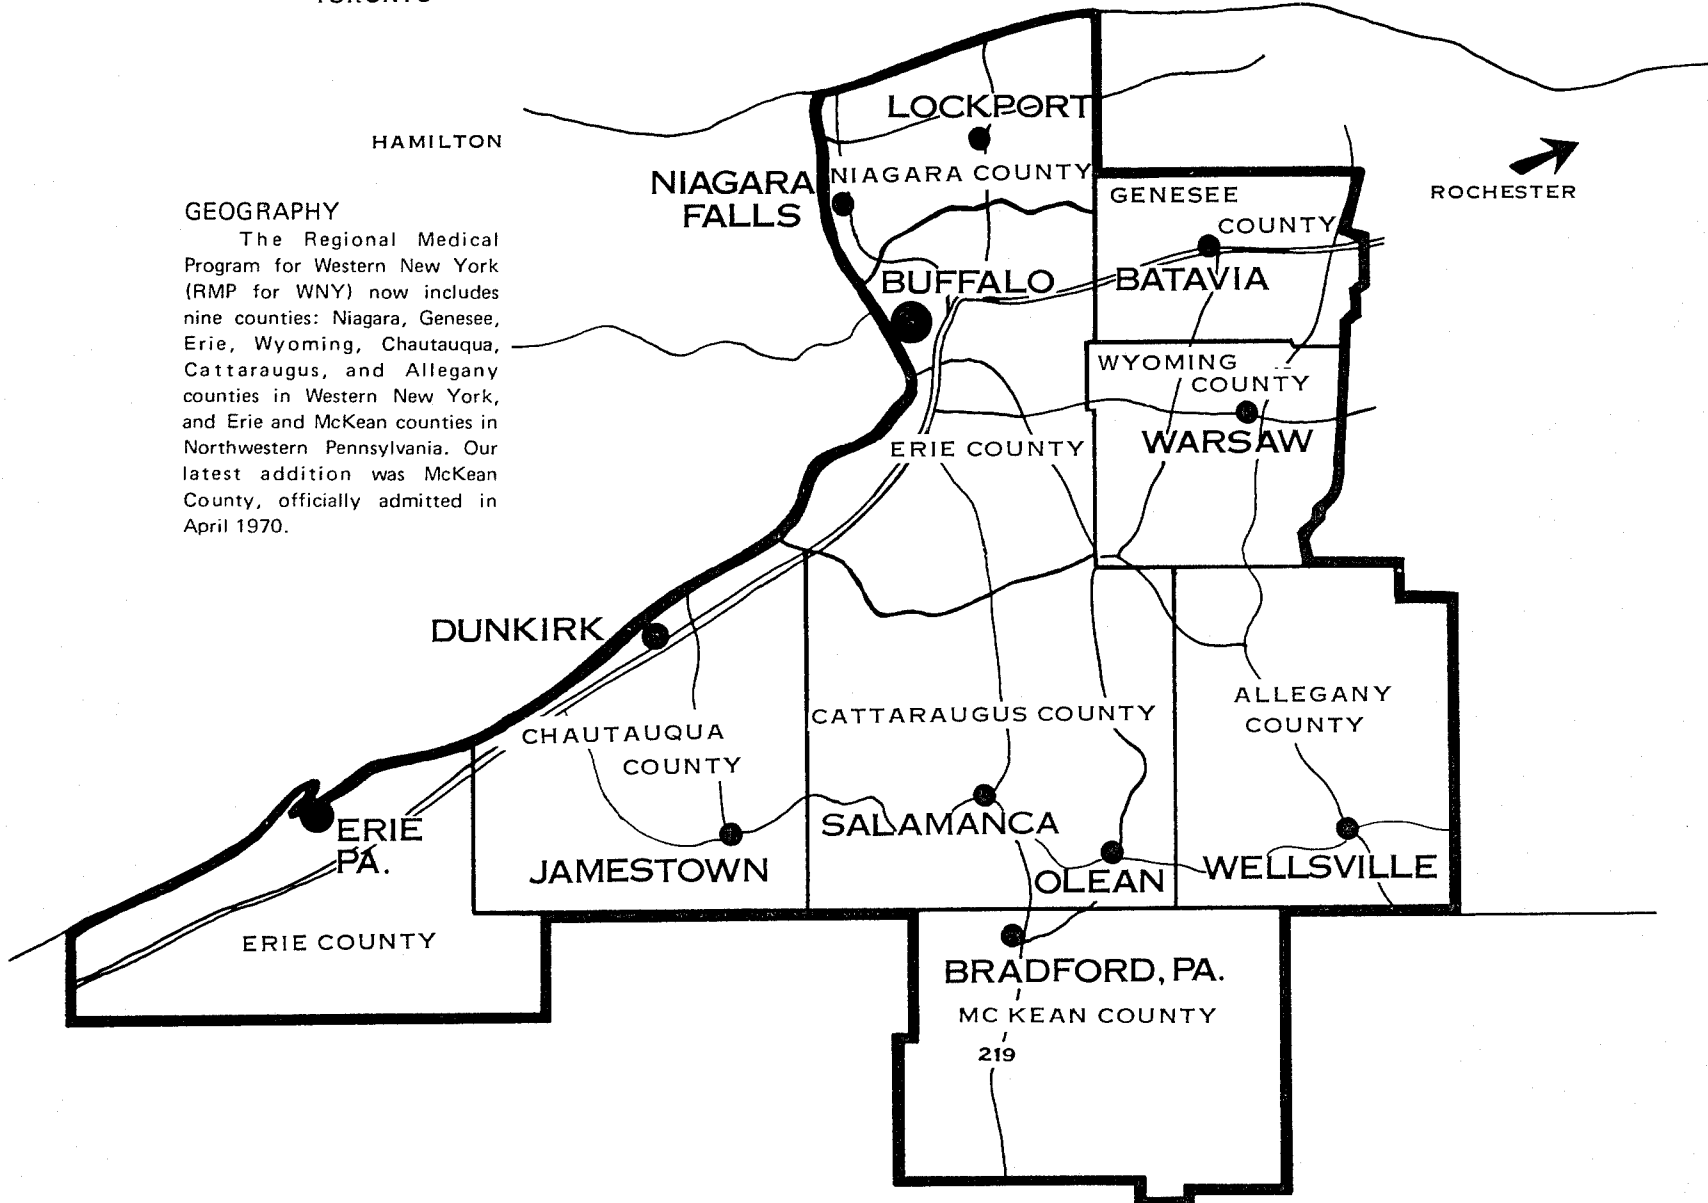 TORONTO
HAMILTON
GEOGRAPHY
The Regional Medical
Program for Western New York
(RMP for WNY) now includes
nine counties: Niagara, Genesee,
Erie, Wyoming, Chautauqua,
Cattaraugus, and Allegany
counties in Western New York,
and Erie and McKean counties in
Northwestern Pennsylvania. Our
latest addition was McKean
County, officially admitted in
April 1970.
LOCKPORT
NIAGARA COUNTY
NIAGARA
FALLS
GENESEE
COUNTY
ROCHESTER
BUFFALO
BATAVIA
WYOMING
COUNTY
WARSAW
ERIE COUNTY
DUNKIRK
CHAUTAUQUA
COUNTY
CATTARAUGUS COUNTY
ALLEGANY
COUNTY
ERIE
PA.
JAMESTOWN
SALAMANCA
OLEAN
WELLSVILLE
ERIE COUNTY
BRADFORD, PA.
MC KEAN COUNTY
219